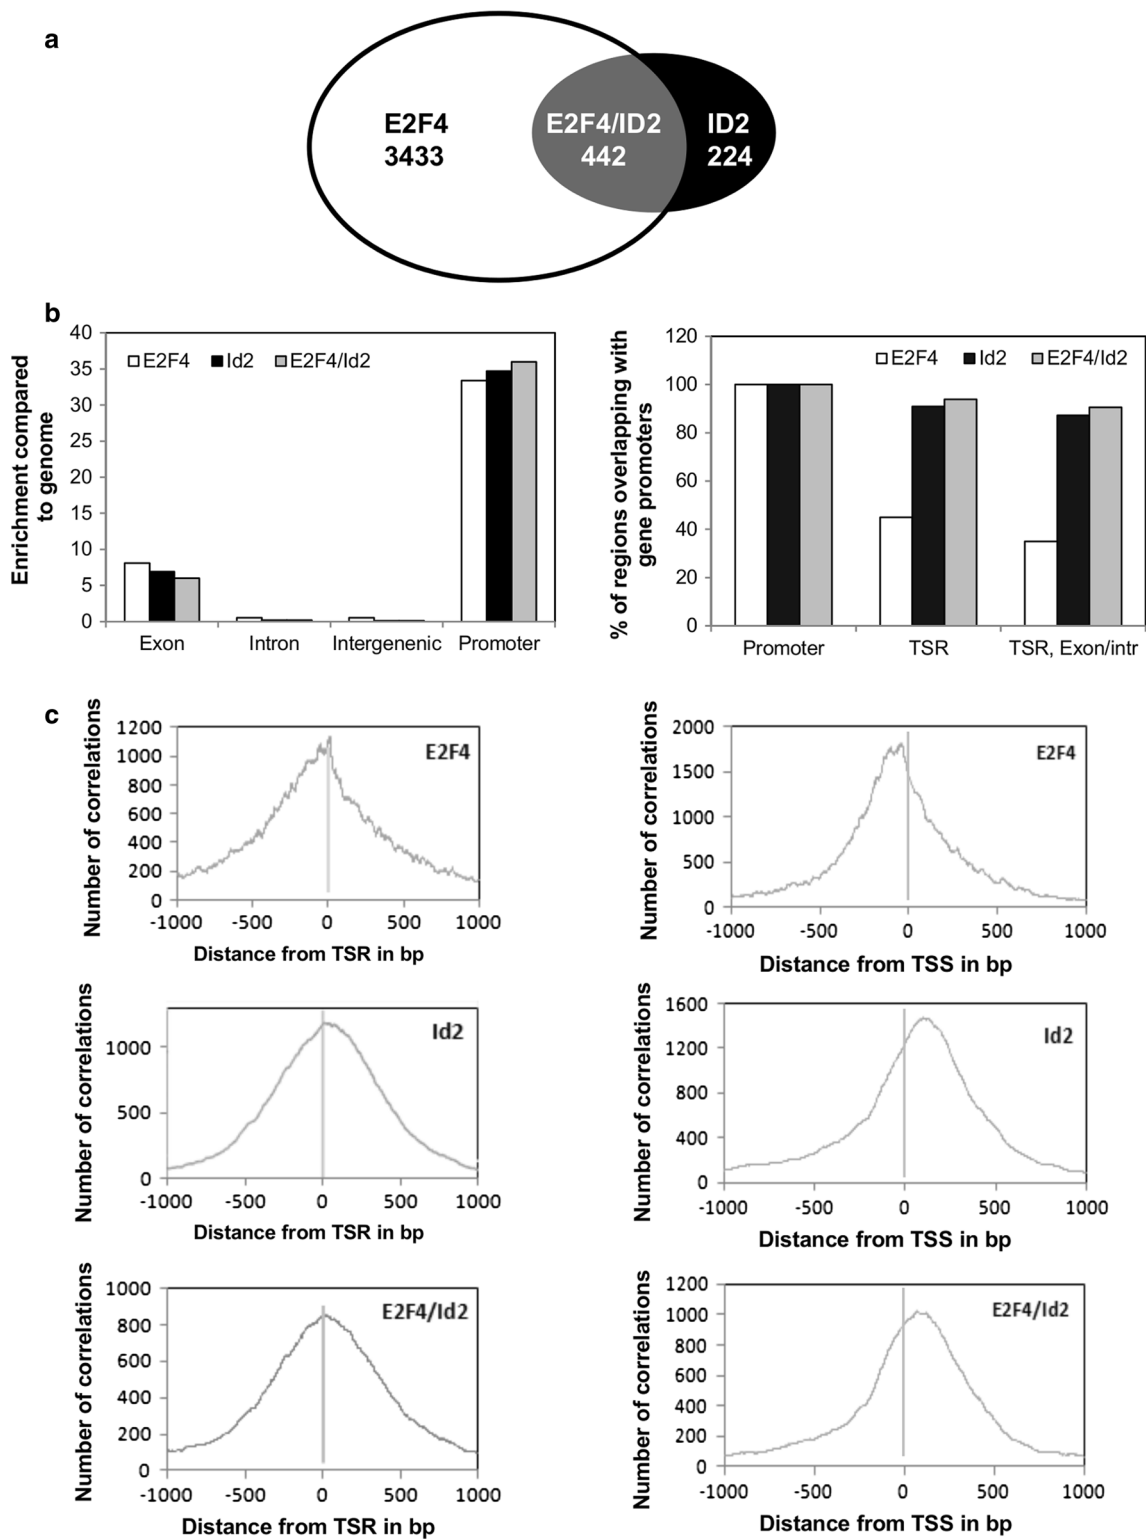 a
E2F4
3433
E2F4/ID2
442
ID2
224
b
Enrichment compared
to genome
40
35
30
25
20
15
10
5
0
E2F4 Id2 E2F4/Id2
Exon Intron Intergenenic Promoter
% of regions overlapping with
gene promoters
120
100
80
60
40
20
0
E2F4 Id2 E2F4/Id2
Promoter TSR TSR, Exon/intr
c
Number of correlations
1200
1000
800
600
400
200
0
E2F4
-1000 -500 0 500 1000
Distance from TSR in bp
Number of correlations
2000
1500
1000
500
0
E2F4
-1000 -500 0 500 1000
Distance from TSS in bp
Number of correlations
1000
500
0
Id2
-1000 -500 0 500 1000
Distance from TSR in bp
Number of correlations
1600
1200
800
400
0
Id2
-1000 -500 0 500 1000
Distance from TSS in bp
Number of correlations
1000
800
600
400
200
0
E2F4/Id2
-1000 -500 0 500 1000
Distance from TSR in bp
Number of correlations
1200
1000
800
600
400
200
0
E2F4/Id2
-1000 -500 0 500 1000
Distance from TSS in bp